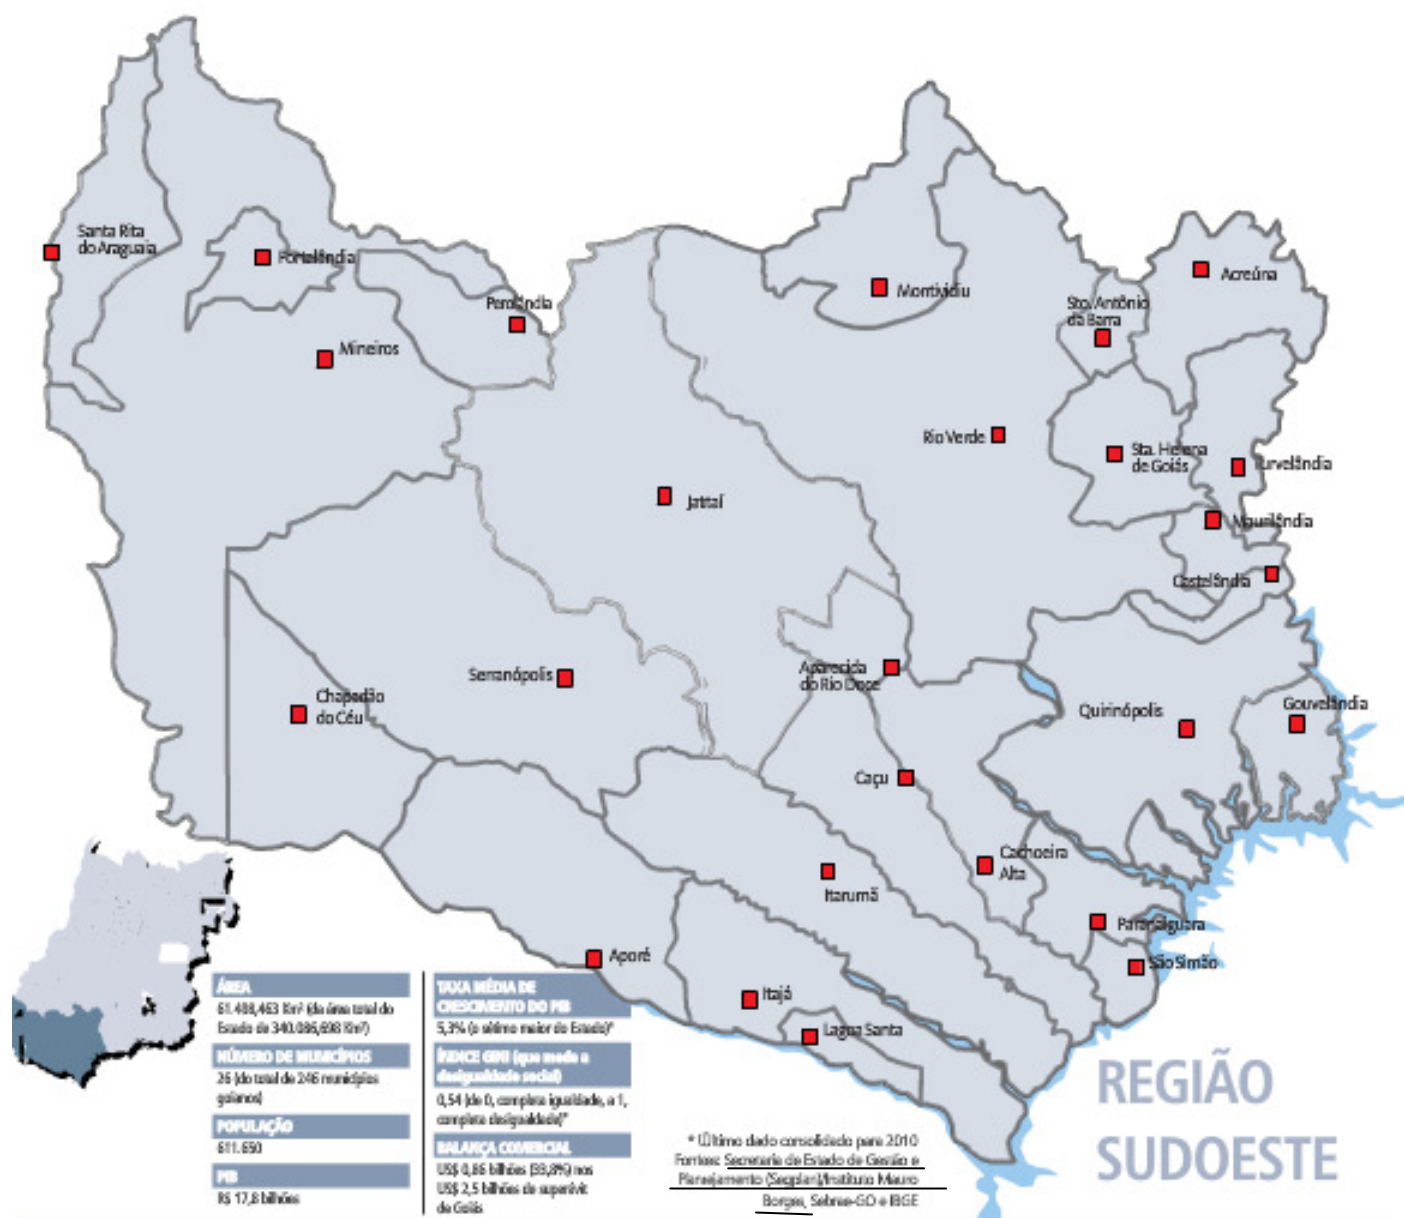 Santa Rita
do Araguaia
Portelândia
Perolândia
Mineiros
Montividiu
Acreúna
Sto. Antônio
da Barra
Rio Verde
Sta. Helena
de Goiás
Turvelândia
Jataí
Maurilândia
Castelândia
Serranópolis
Aparecida
do Rio Doce
Chapadão
do Céu
Quirinópolis
Gouvelândia
Caçu
Cachoeira
Alta
Itarumã
Paranaiguara
São Simão
Aporé
Itajá
Lagoa Santa
ÁREA
61.498,463 Km² (da área total do
Estado de 340.086,698 Km²)
NÚMERO DE MUNICÍPIOS
26 (do total de 246 municípios
goianos)
POPULAÇÃO
611.650
PIB
R$ 17,8 bilhões
TAXA MÉDIA DE
CRESCIMENTO DO PIB
5,3% (o sétimo maior do Estado)*
ÍNDICE GINI (que mede a
desigualdade social)
0,54 (de 0, completa igualdade, a 1,
completa desigualdade)*
BALANÇA COMERCIAL
US$ 0,86 bilhões (33,8%) nos
US$ 2,5 bilhões de superávit
de Goiás
* Último dado consolidado para 2010
Fontes: Secretaria de Estado de Gestão e
Planejamento (Segplan)/Instituto Mauro
Borges, Sebrae-GO e IBGE
REGIÃO
SUDOESTE